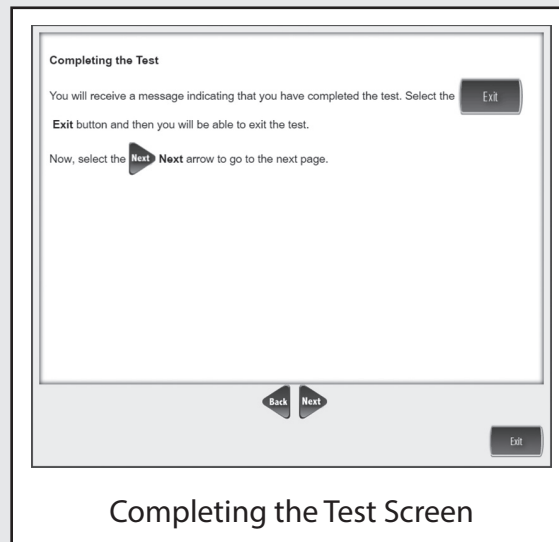 Completing the Test
You will receive a message indicating that you have completed the test. Select the Exit
Exit button and then you will be able to exit the test.
Now, select the Next Next arrow to go to the next page.
Back Next
Exit
Completing the Test Screen